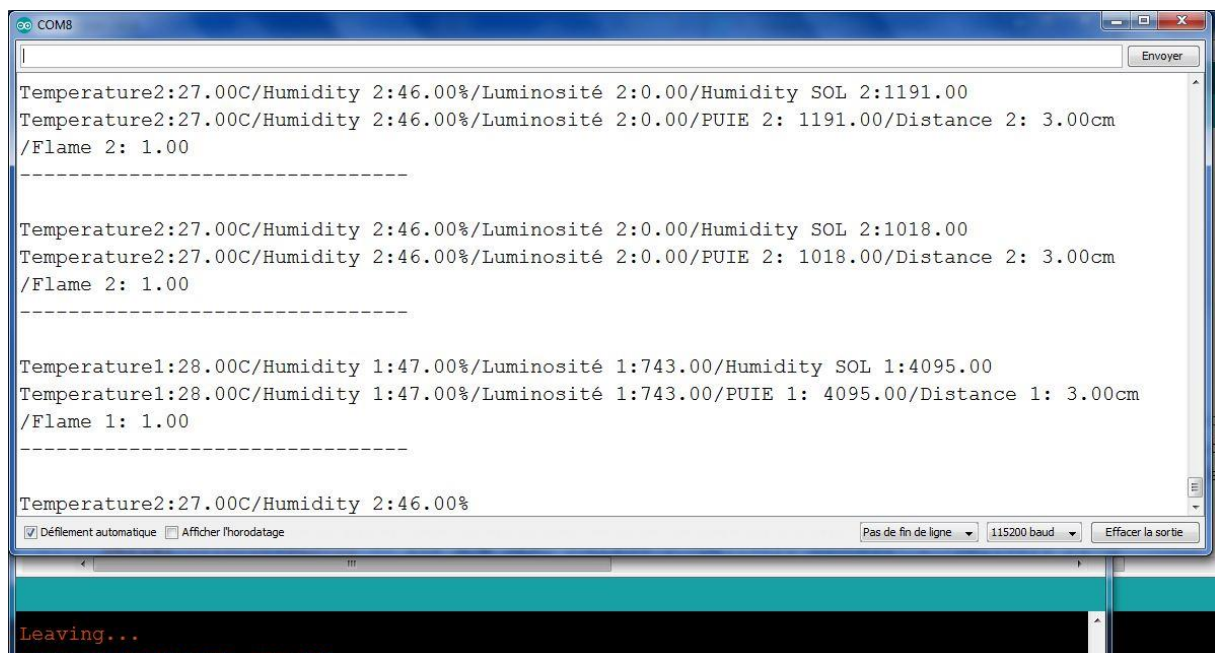 COM8
Envoyer
Temperature2:27.00C/Humidity 2:46.00%/Luminosité 2:0.00/Humidity SOL 2:1191.00
Temperature2:27.00C/Humidity 2:46.00%/Luminosité 2:0.00/PUIE 2: 1191.00/Distance 2: 3.00cm
/Flame 2: 1.00
--------------------------------
Temperature2:27.00C/Humidity 2:46.00%/Luminosité 2:0.00/Humidity SOL 2:1018.00
Temperature2:27.00C/Humidity 2:46.00%/Luminosité 2:0.00/PUIE 2: 1018.00/Distance 2: 3.00cm
/Flame 2: 1.00
--------------------------------
Temperature1:28.00C/Humidity 1:47.00%/Luminosité 1:743.00/Humidity SOL 1:4095.00
Temperature1:28.00C/Humidity 1:47.00%/Luminosité 1:743.00/PUIE 1: 4095.00/Distance 1: 3.00cm
/Flame 1: 1.00
--------------------------------
Temperature2:27.00C/Humidity 2:46.00%
Défilement automatique Afficher l'horodatage Pas de fin de ligne 115200 baud Effacer la sortie
Leaving...